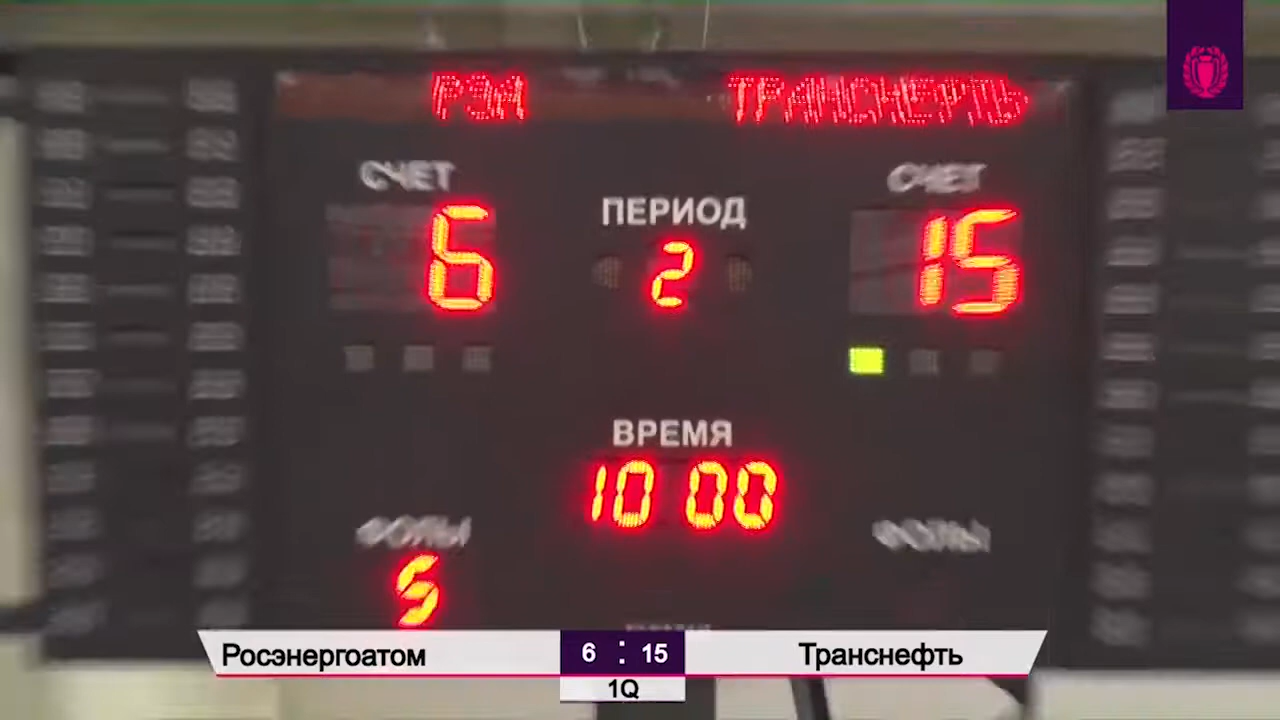 РЭА ТРАНСНЕФТЬ
СЧЕТ СЧЕТ
ПЕРИОД
6 2 15
ВРЕМЯ
10 00
ФОЛЫ ФОЛЫ
5
Росэнергоатом 6 : 15 Транснефть
1Q